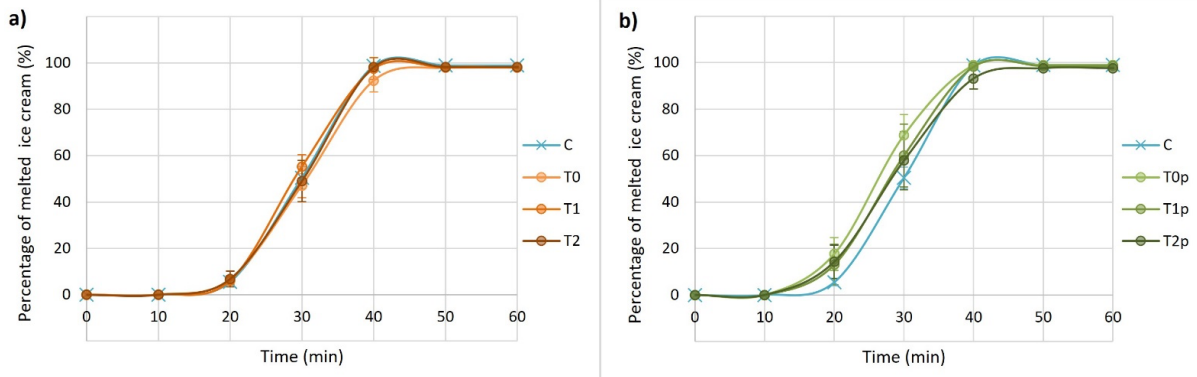 a)
Percentage of melted ice cream (%)
100
80
60
40
20
0
0 10 20 30 40 50 60
Time (min)
C
T0
T1
T2
b)
Percentage of melted ice cream (%)
100
80
60
40
20
0
0 10 20 30 40 50 60
Time (min)
C
T0p
T1p
T2p